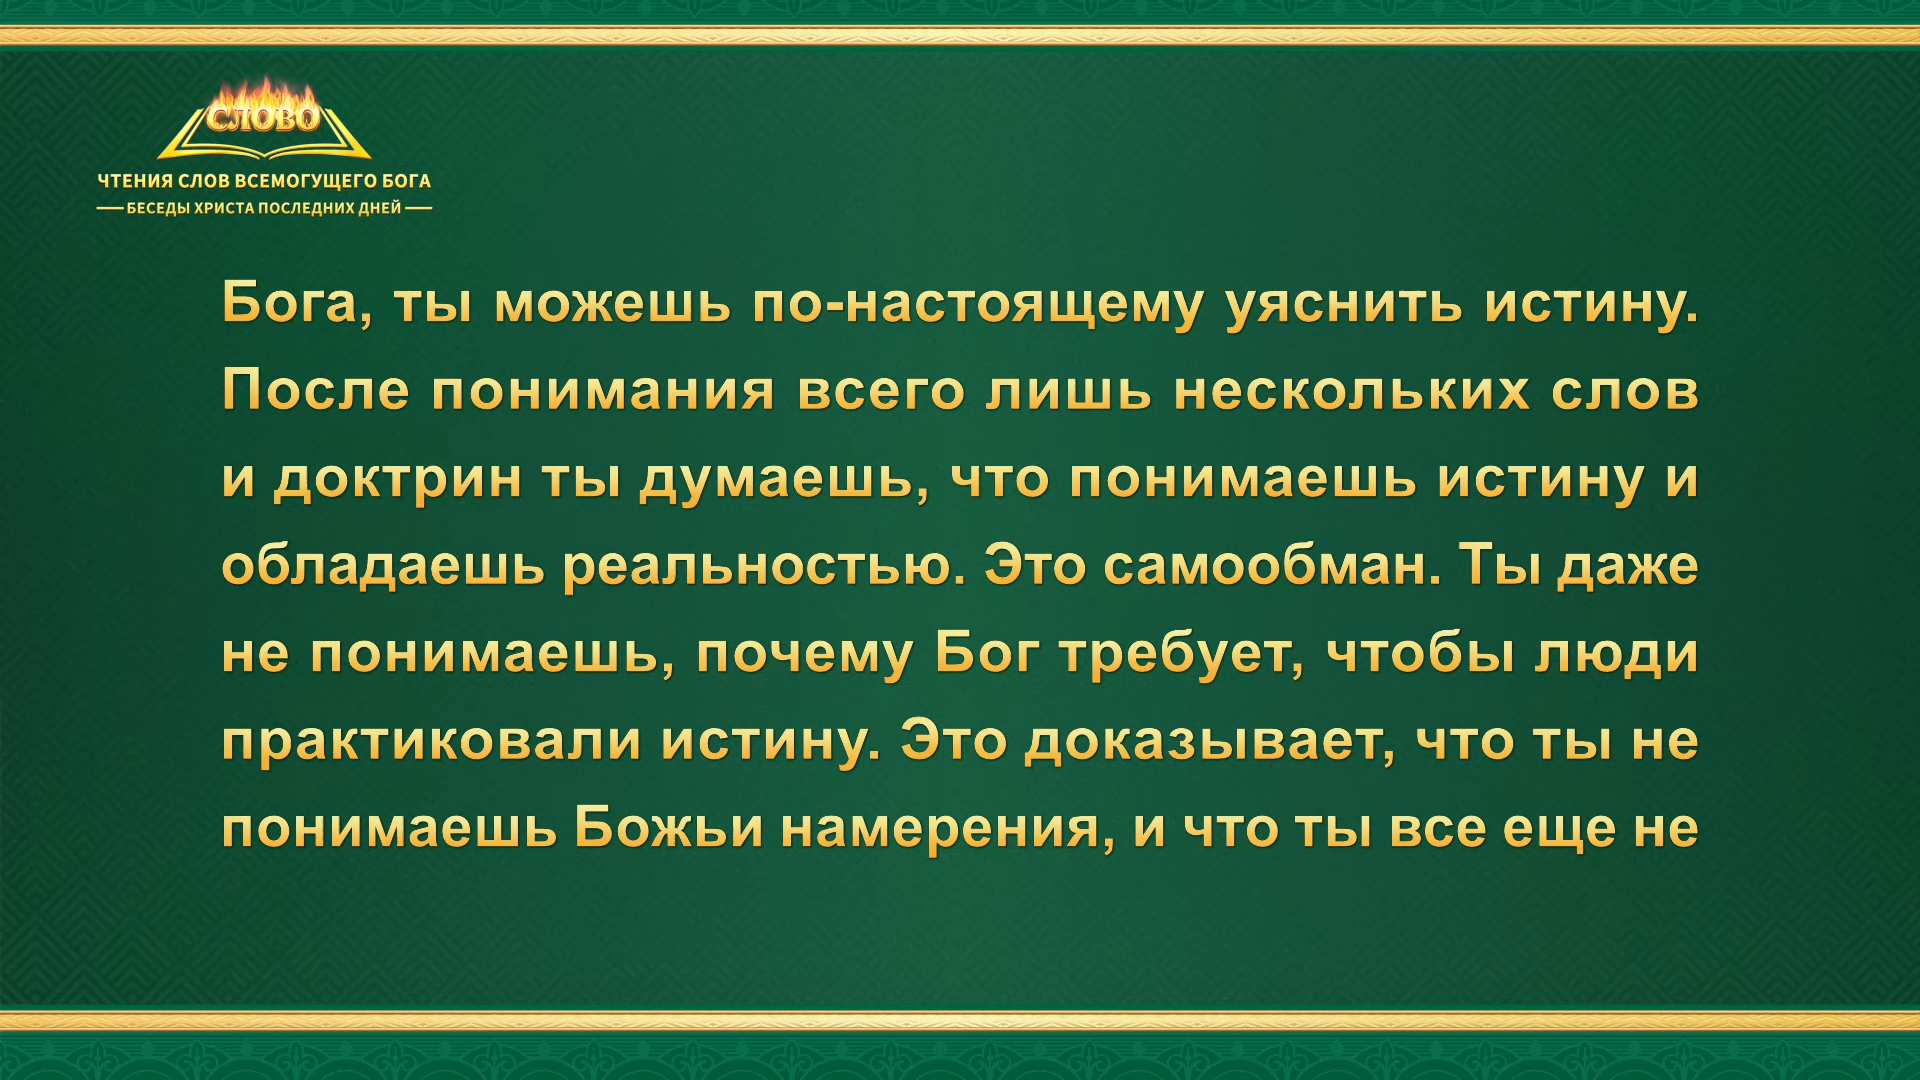 СЛОВО
ЧТЕНИЯ СЛОВ ВСЕМОГУЩЕГО БОГА
БЕСЕДЫ ХРИСТА ПОСЛЕДНИХ ДНЕЙ
Бога, ты можешь по-настоящему уяснить истину.
После понимания всего лишь нескольких слов
и доктрин ты думаешь, что понимаешь истину и
обладаешь реальностью. Это самообман. Ты даже
не понимаешь, почему Бог требует, чтобы люди
практиковали истину. Это доказывает, что ты не
понимаешь Божьи намерения, и что ты все еще не